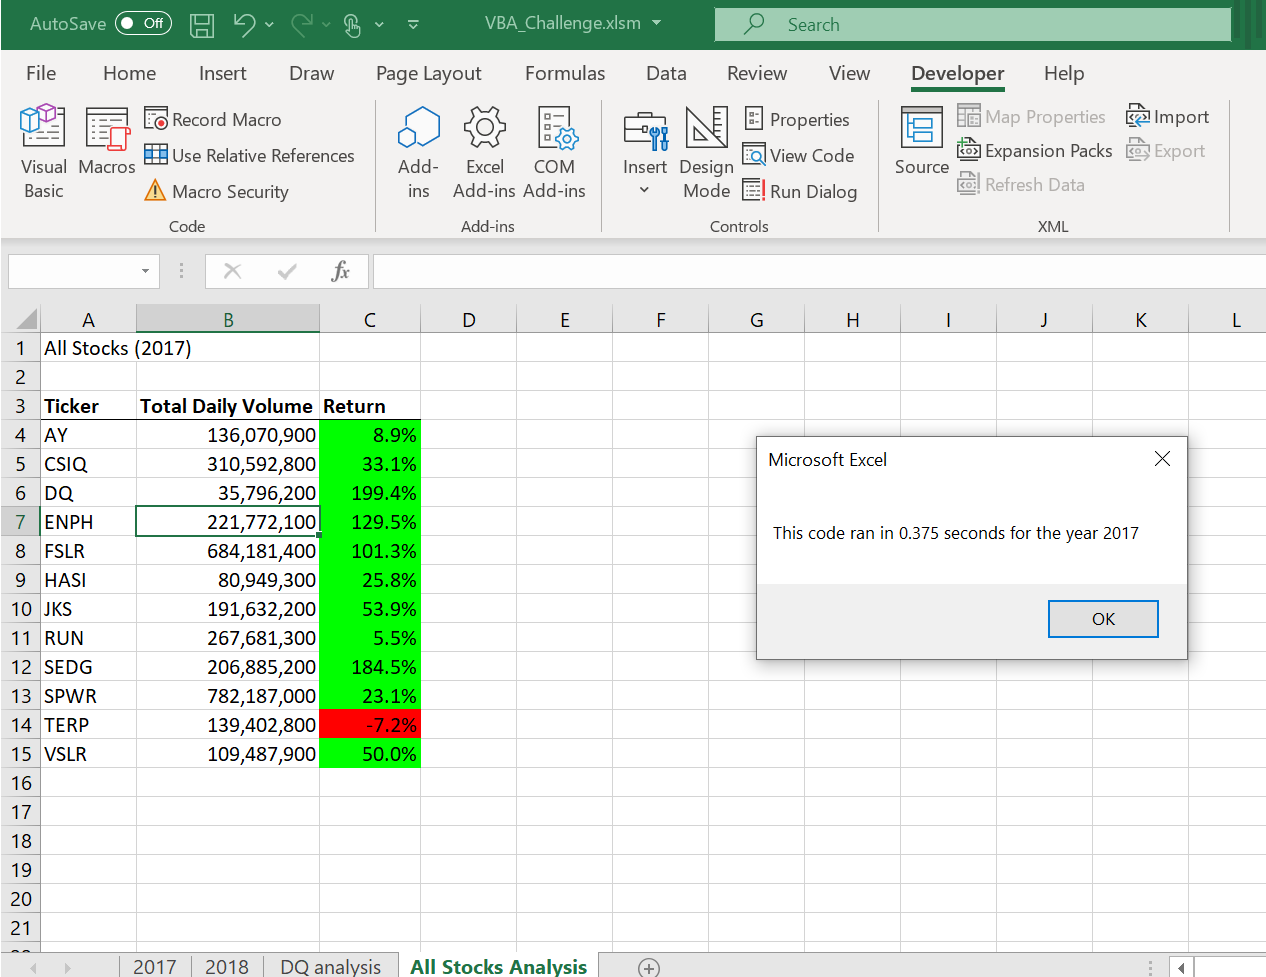 AutoSave Off VBA_Challenge.xlsm Search
File Home Insert Draw Page Layout Formulas Data Review View Developer Help
Visual Basic
Macros
Record Macro
Use Relative References
Macro Security
Code
Add-ins
Excel Add-ins
COM Add-ins
Add-ins
Insert
Design Mode
Properties
View Code
Run Dialog
Controls
Source
Map Properties
Expansion Packs
Refresh Data
Import
Export
XML
fx
A B C D E F G H I J K L
1 All Stocks (2017)
2
3 Ticker Total Daily Volume Return
4 AY 136,070,900 8.9%
5 CSIQ 310,592,800 33.1%
6 DQ 35,796,200 199.4%
7 ENPH 221,772,100 129.5%
8 FSLR 684,181,400 101.3%
9 HASI 80,949,300 25.8%
10 JKS 191,632,200 53.9%
11 RUN 267,681,300 5.5%
12 SEDG 206,885,200 184.5%
13 SPWR 782,187,000 23.1%
14 TERP 139,402,800 -7.2%
15 VSLR 109,487,900 50.0%
16
17
18
19
20
21
Microsoft Excel
This code ran in 0.375 seconds for the year 2017
OK
2017 2018 DQ analysis All Stocks Analysis